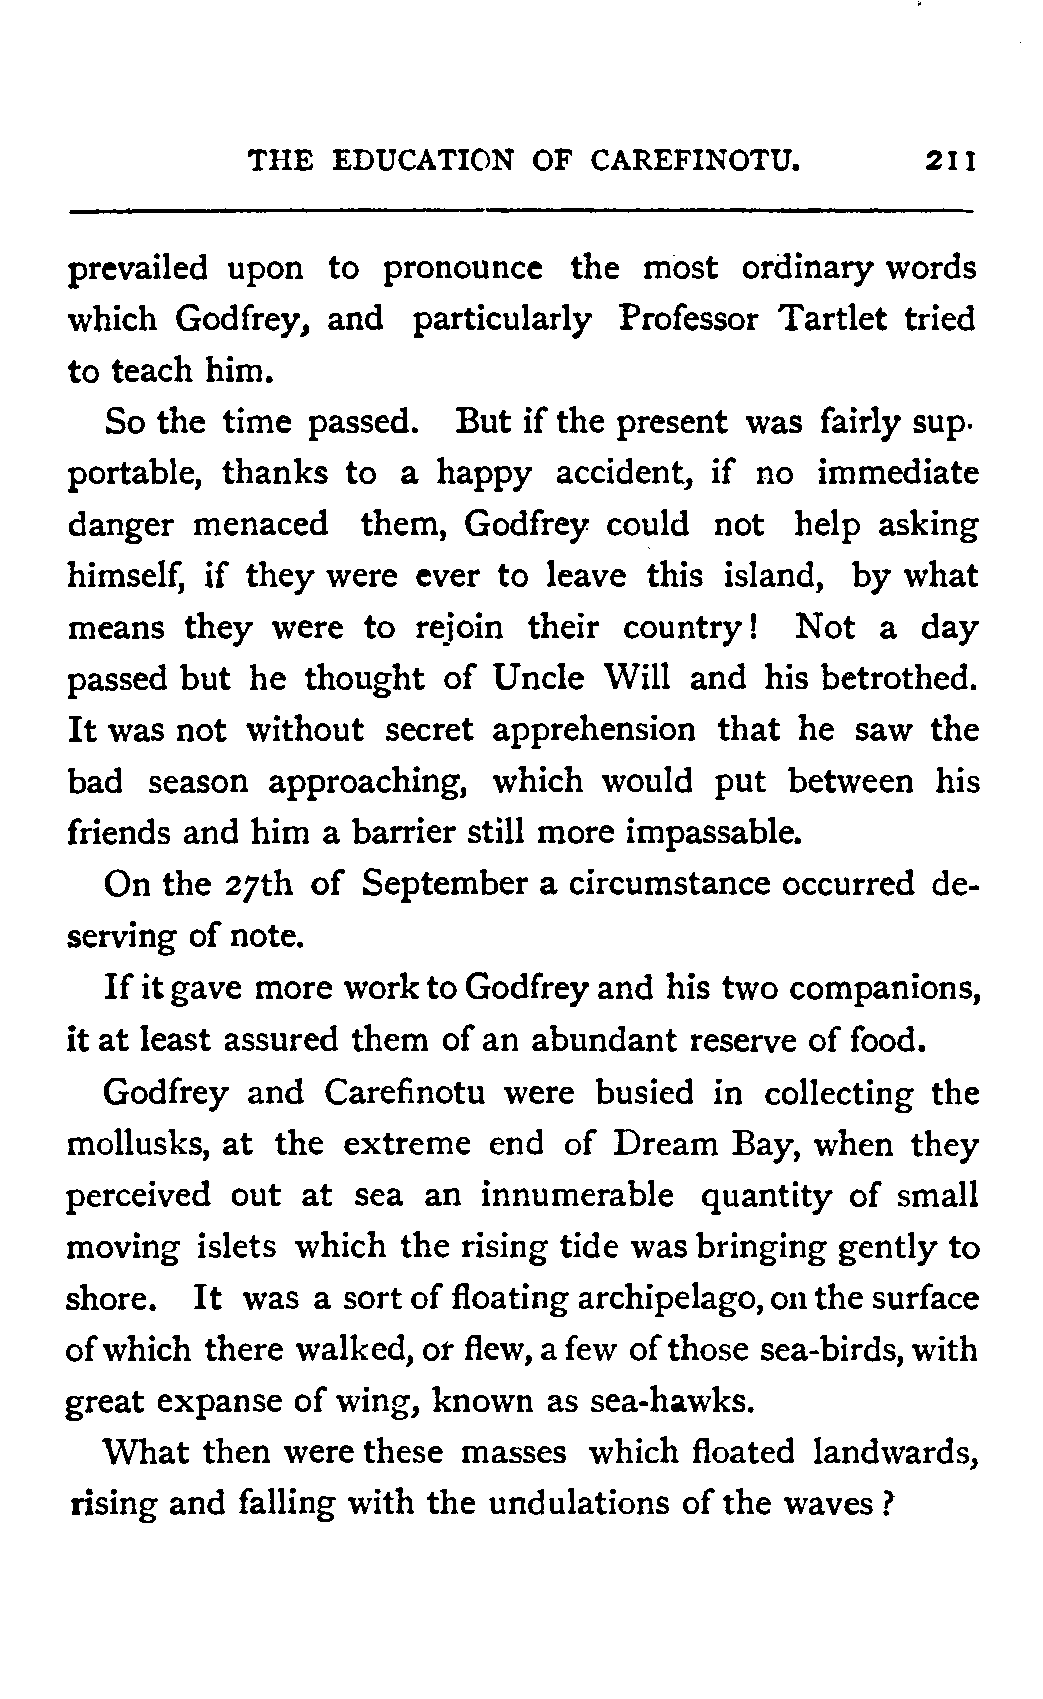 THE EDUCATION OF CAREFINOTU. 211
prevailed upon to pronounce the most ordinary words
which Godfrey, and particularly Professor Tartlet tried
to teach him.
So the time passed. But if the present was fairly sup-
portable, thanks to a happy accident, if no immediate
danger menaced them, Godfrey could not help asking
himself, if they were ever to leave this island, by what
means they were to rejoin their country! Not a day
passed but he thought of Uncle Will and his betrothed.
It was not without secret apprehension that he saw the
bad season approaching, which would put between his
friends and him a barrier still more impassable.
On the 27th of September a circumstance occurred de-
serving of note.
If it gave more work to Godfrey and his two companions,
it at least assured them of an abundant reserve of food.
Godfrey and Carefinotu were busied in collecting the
mollusks, at the extreme end of Dream Bay, when they
perceived out at sea an innumerable quantity of small
moving islets which the rising tide was bringing gently to
shore. It was a sort of floating archipelago, on the surface
of which there walked, or flew, a few of those sea-birds, with
great expanse of wing, known as sea-hawks.
What then were these masses which floated landwards,
rising and falling with the undulations of the waves?